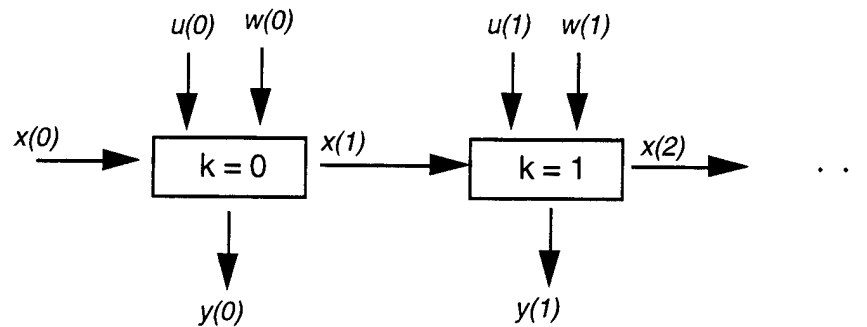 u(0) w(0) u(1) w(1)
x(0) k = 0 x(1) k = 1 x(2) . .
y(0) y(1)